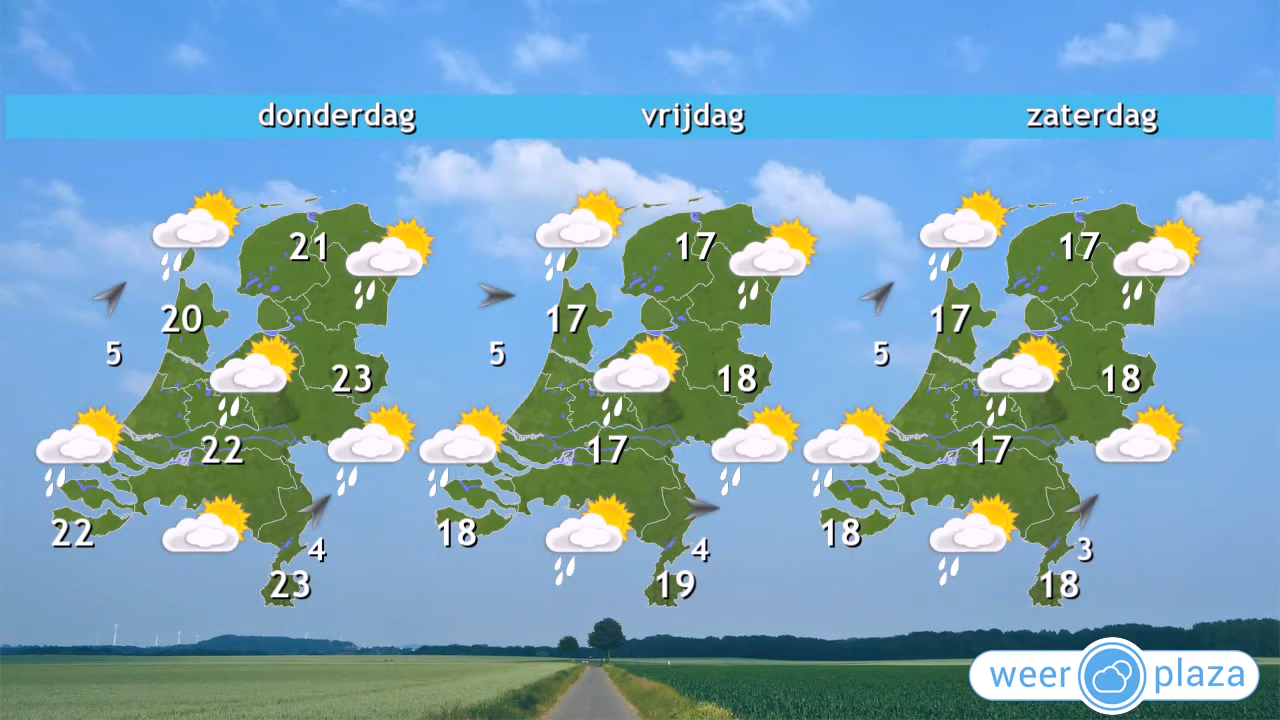 donderdag vrijdag zaterdag
21 17 17
20 17 17
5 5 5
23 18 18
22 17 17
22 18 18
4 4 3
23 19 18
weer plaza